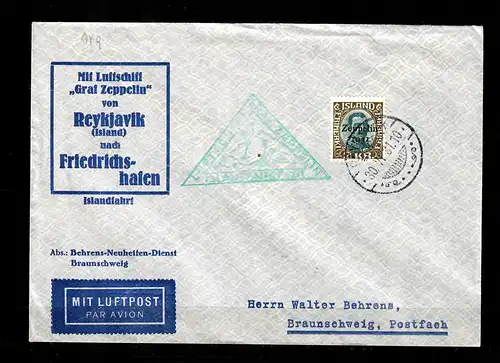 Mit Luftschiff
„Graf Zeppelin"
von
Reykjavik
(Island)
nach
Friedrichs-
hafen
Islandfahrt
Abs.: Behrens-Neuheiten-Dienst
Braunschweig
MIT LUFTPOST
PAR AVION
ISLAND
Zeppelin
1931
Herrn Walter Behrens,
Braunschweig, Postfach